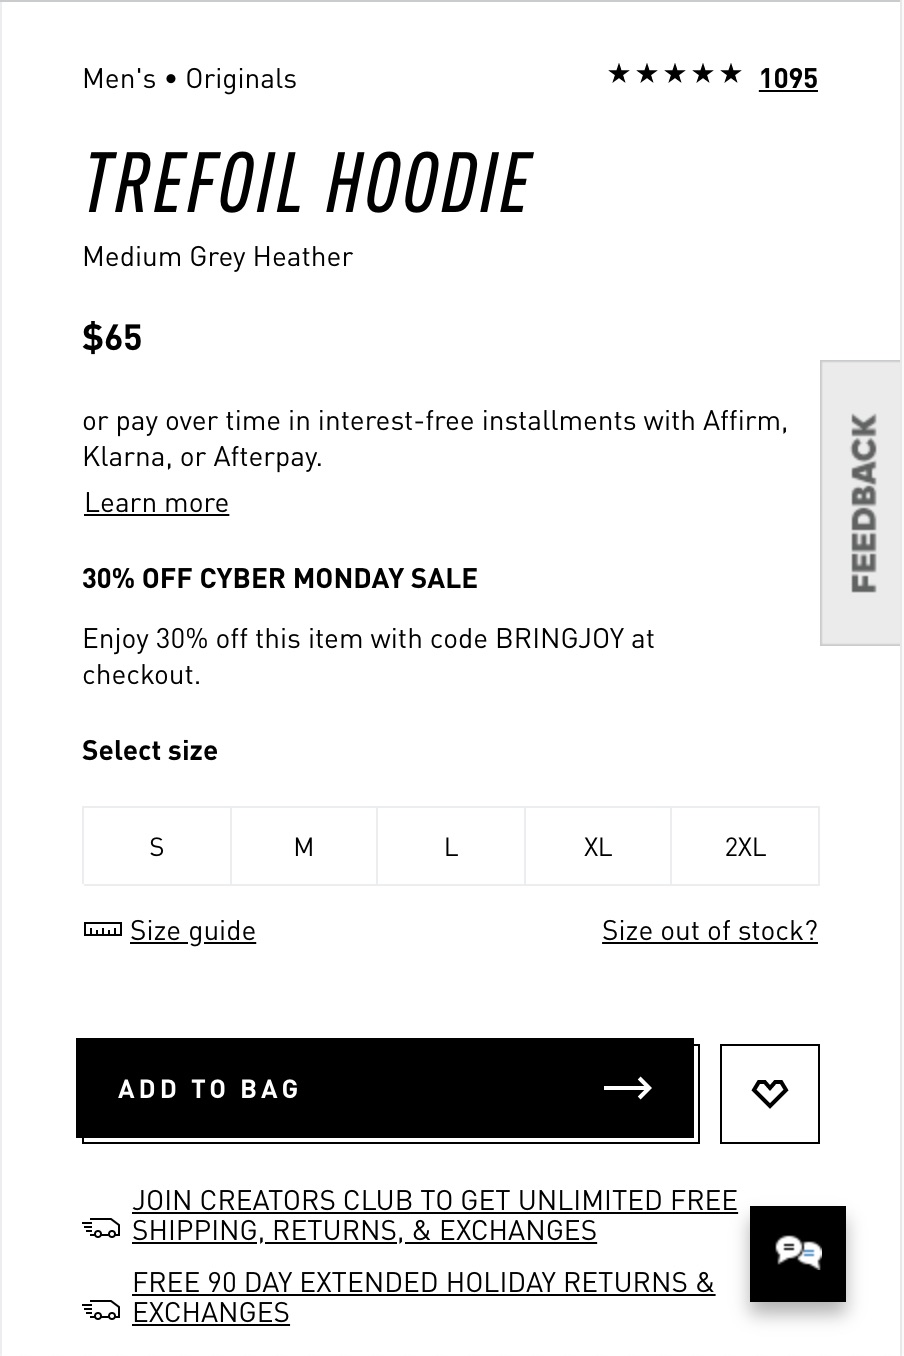 Men's • Originals
1095
TREFOIL HOODIE
Medium Grey Heather
$65
or pay over time in interest-free installments with Affirm,
Klarna, or Afterpay.
Learn more
FEEDBACK
30% OFF CYBER MONDAY SALE
Enjoy 30% off this item with code BRINGJOY at
checkout.
Select size
S M L XL 2XL
Size guide
Size out of stock?
ADD TO BAG
JOIN CREATORS CLUB TO GET UNLIMITED FREE
SHIPPING, RETURNS, & EXCHANGES
FREE 90 DAY EXTENDED HOLIDAY RETURNS &
EXCHANGES